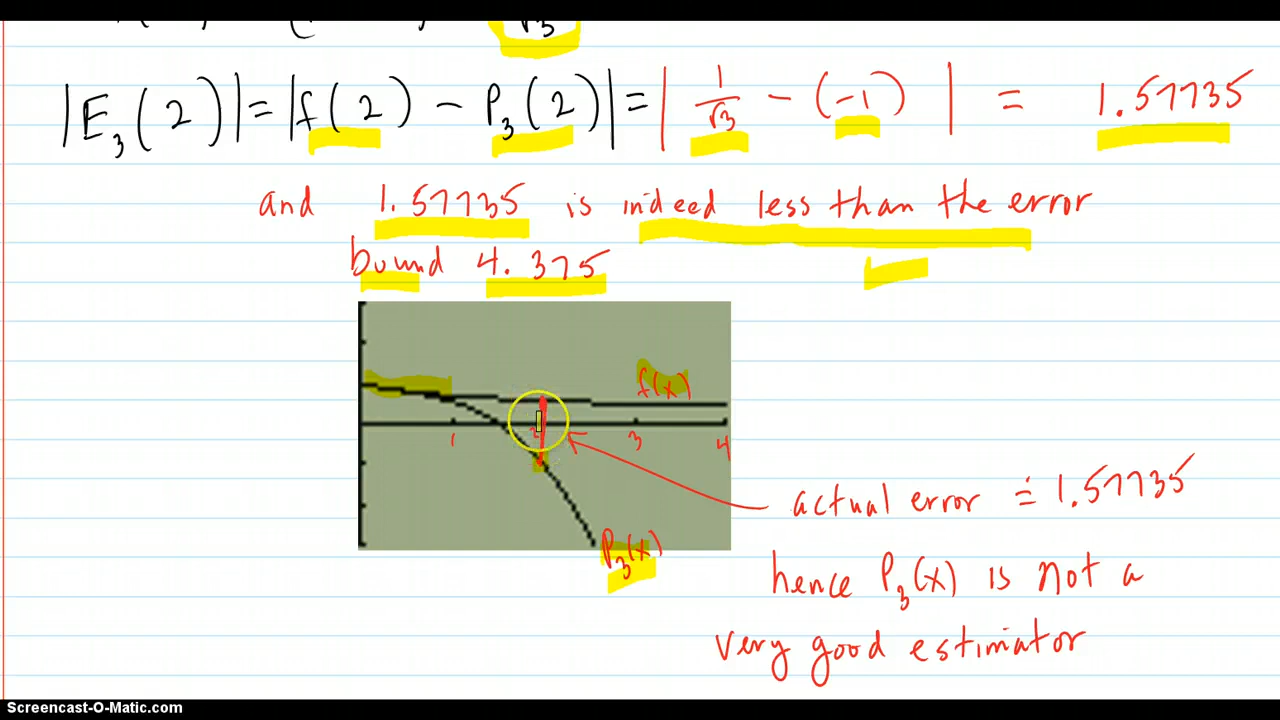 √3
|E₃(2)| = |f(2) − P₃(2)| = | 1/√3 − (−1) | = 1.57735
and 1.57735 is indeed less than the error
bound 4.375
f(x)
1 2 3 4
actual error ≐ 1.57735
P₃(x)
hence P₃(x) is not a
very good estimator
Screencast-O-Matic.com